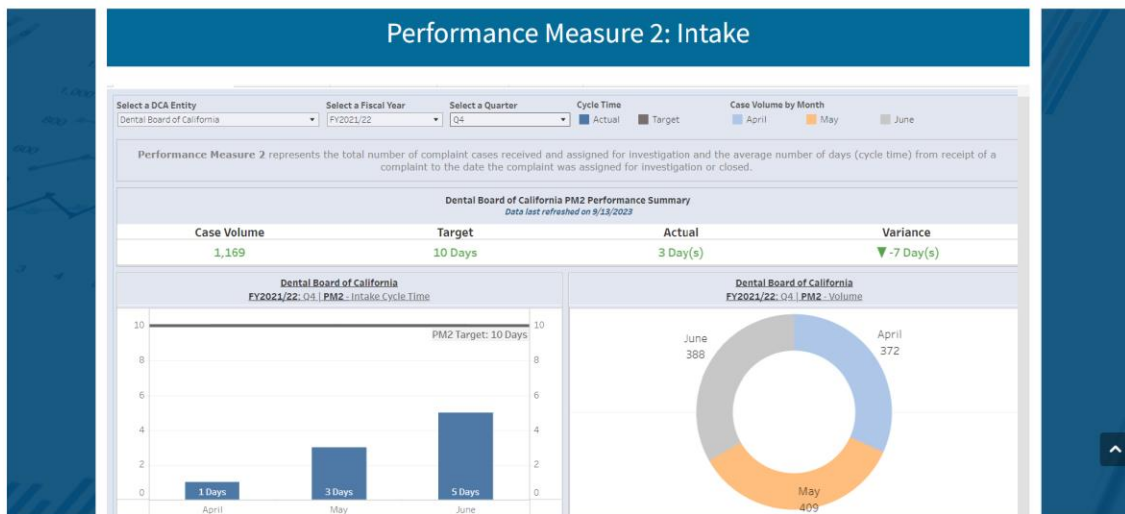 Performance Measure 2: Intake
Select a DCA Entity
Select a Fiscal Year
Select a Quarter
Cycle Time
Case Volume by Month
Dental Board of California
FY2021/22
Q4
Actual
Target
April
May
June
Performance Measure 2 represents the total number of complaint cases received and assigned for investigation and the average number of days (cycle time) from receipt of a
complaint to the date the complaint was assigned for investigation or closed.
Dental Board of California PM2 Performance Summary
Data last refreshed on 9/13/2023
Case Volume
Target
Actual
Variance
1,169
10 Days
3 Day(s)
▼ -7 Day(s)
Dental Board of California
FY2021/22: Q4 | PM2 - Intake Cycle Time
10
8
6
4
2
0
PM2 Target: 10 Days
10
8
6
4
2
0
1 Days
3 Days
5 Days
April
May
June
Dental Board of California
FY2021/22: Q4 | PM2 - Volume
June
388
April
372
May
409